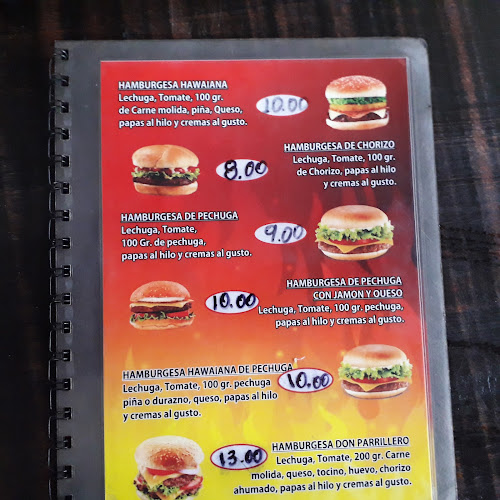 HAMBURGESA HAWAIANA
Lechuga, Tomate, 100 gr.
de Carne molida, piña, Queso,
papas al hilo y cremas al gusto.
10.00
HAMBURGESA DE CHORIZO
Lechuga, Tomate, 100 gr.
de Chorizo, papas al hilo
y cremas al gusto.
8.00
HAMBURGESA DE PECHUGA
Lechuga, Tomate,
100 Gr. de pechuga,
papas al hilo y cremas al gusto.
9.00
HAMBURGESA DE PECHUGA
CON JAMON Y QUESO
Lechuga, Tomate, 100 gr. pechuga,
papas al hilo y cremas al gusto.
10.00
HAMBURGESA HAWAIANA DE PECHUGA
Lechuga, Tomate, 100 gr. pechuga
piña o durazno, queso, papas al hilo
y cremas al gusto.
10.00
HAMBURGESA DON PARRILLERO
Lechuga, Tomate, 200 gr. Carne
molida, queso, tocino, huevo, chorizo
ahumado, papas al hilo y cremas al gusto.
13.00